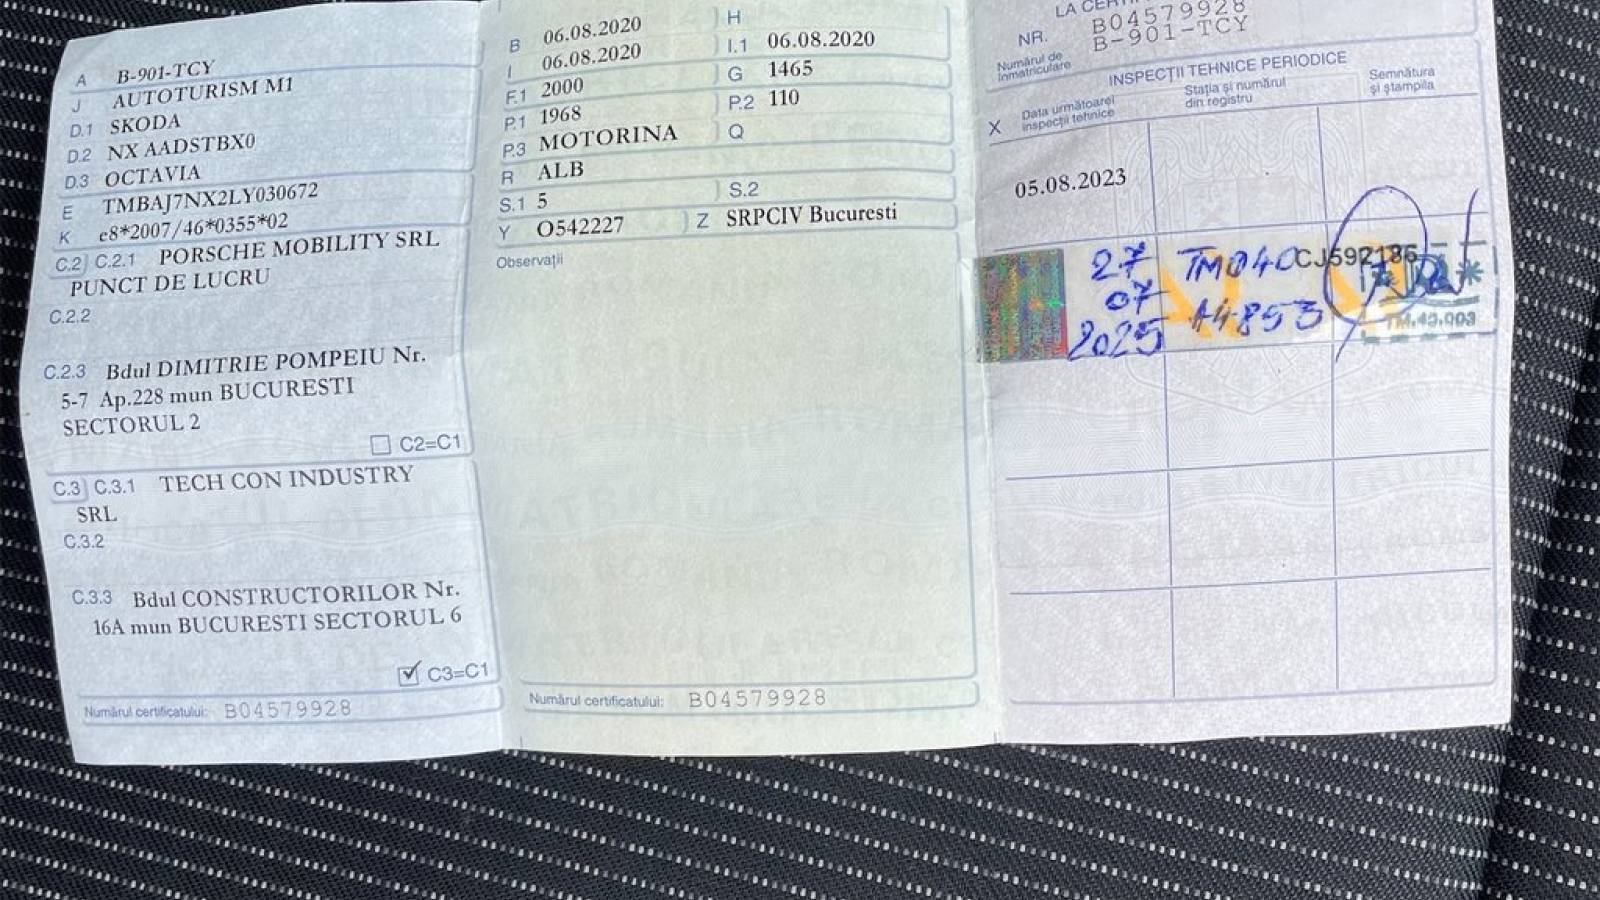 A B-901-TCY
J AUTOTURISM M1
D.1 SKODA
D.2 NX AADSTBX0
D.3 OCTAVIA
E TMBAJ7NX2LY030672
K e8*2007/46*0355*02
C.2 C.2.1 PORSCHE MOBILITY SRL
PUNCT DE LUCRU
C.2.2
C.2.3 Bdul DIMITRIE POMPEIU Nr.
5-7 Ap.228 mun BUCURESTI
SECTORUL 2
C2=C1
C.3 C.3.1 TECH CON INDUSTRY
SRL
C.3.2
C.3.3 Bdul CONSTRUCTORILOR Nr.
16A mun BUCURESTI SECTORUL 6
C3=C1
Numărul certificatului: B04579928
B 06.08.2020 H
I 06.08.2020 I.1 06.08.2020
F.1 2000 G 1465
P.1 1968 P.2 110
P.3 MOTORINA Q
R ALB
S.1 5 S.2
Y O542227 Z SRPCIV Bucuresti
Observații
Numărul certificatului: B04579928
LA
NR. B04579928
Numărul de înmatriculare B-901-TCY
INSPECȚII TEHNICE PERIODICE
X Data următoarei inspecții tehnice
Stația și numărul din registru
Semnătura și ștampila
05.08.2023
27 07 2025
TM040
A4853
CJ592186
TM.40.003